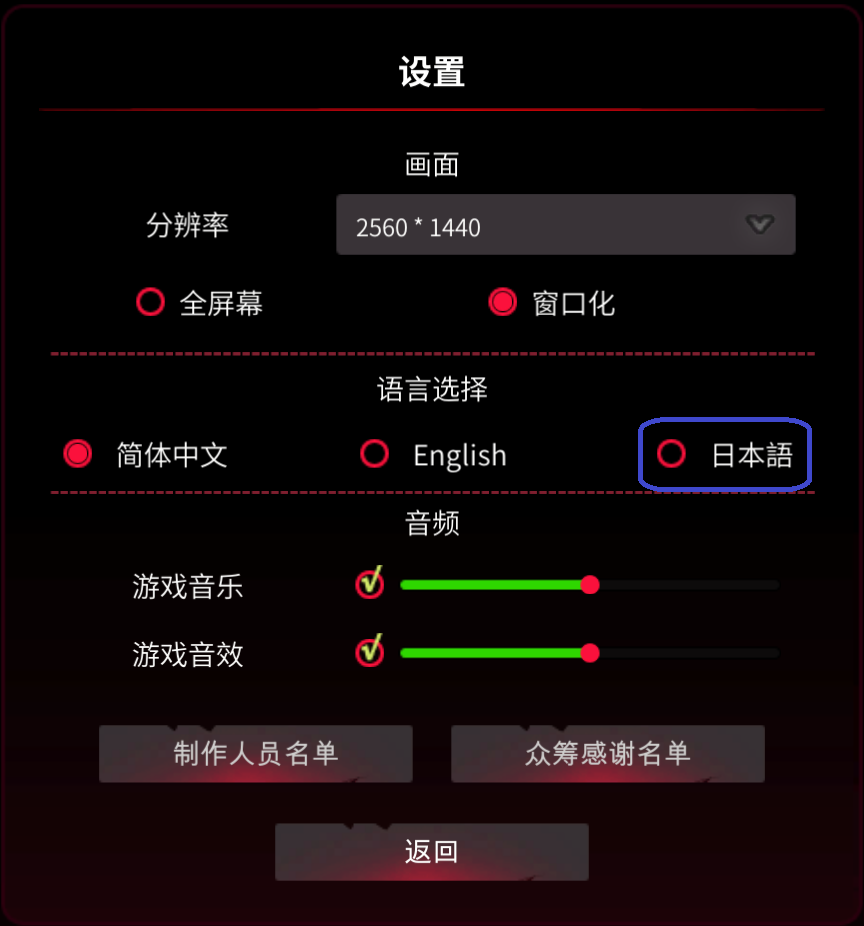 设置
画面
分辨率 2560 * 1440
全屏幕 窗口化
语言选择
简体中文 English 日本語
音频
游戏音乐
游戏音效
制作人员名单 众筹感谢名单
返回